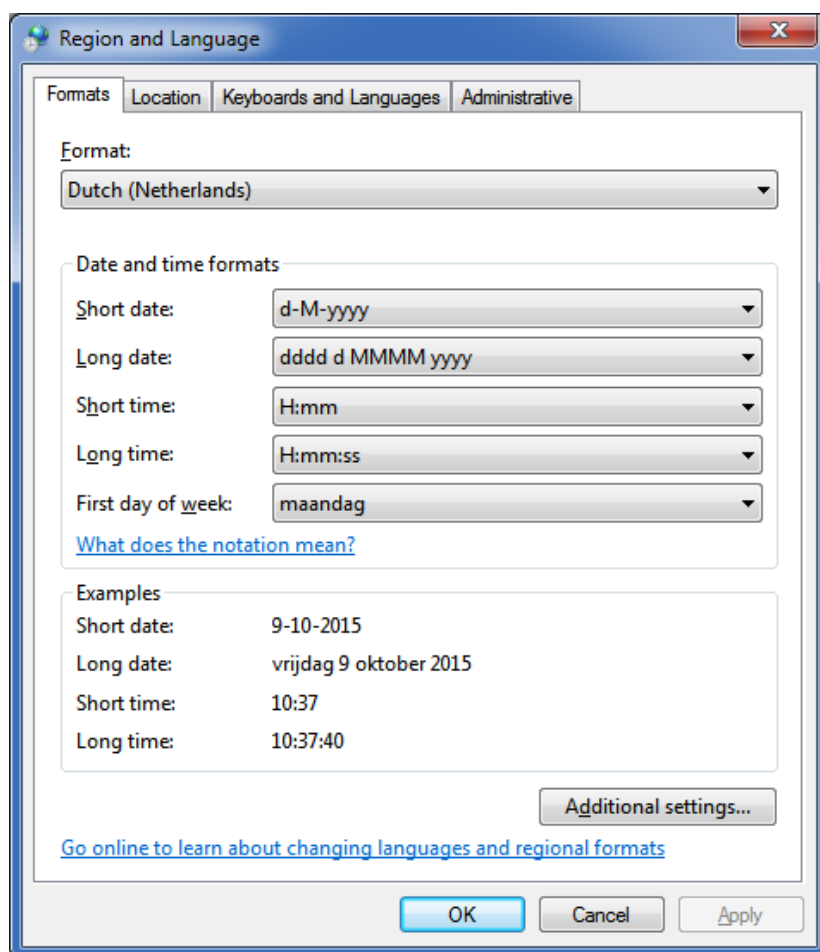 Region and Language
Formats Location Keyboards and Languages Administrative
Format:
Dutch (Netherlands)
Date and time formats
Short date: d-M-yyyy
Long date: dddd d MMMM yyyy
Short time: H:mm
Long time: H:mm:ss
First day of week: maandag
What does the notation mean?
Examples
Short date: 9-10-2015
Long date: vrijdag 9 oktober 2015
Short time: 10:37
Long time: 10:37:40
Additional settings...
Go online to learn about changing languages and regional formats
OK Cancel Apply